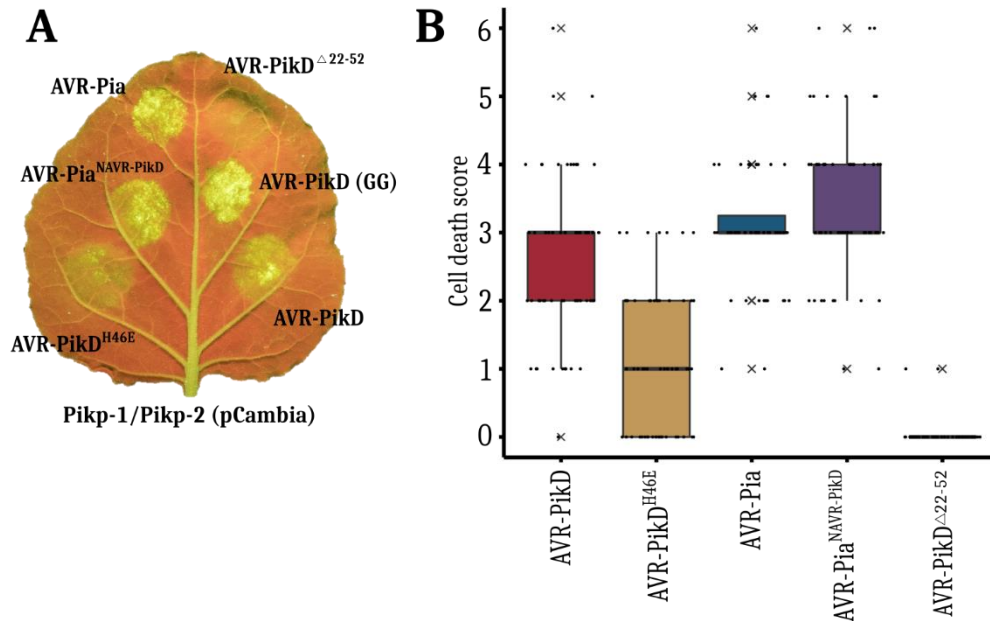 A
AVR-PikD△22-52
AVR-Pia
AVR-PiaNAVR-PikD
AVR-PikD (GG)
AVR-PikD
AVR-PikDH46E
Pikp-1/Pikp-2 (pCambia)
B
Cell death score
6
5
4
3
2
1
0
AVR-PikD
AVR-PikDH46E
AVR-Pia
AVR-PiaNAVR-PikD
AVR-PikD△22-52